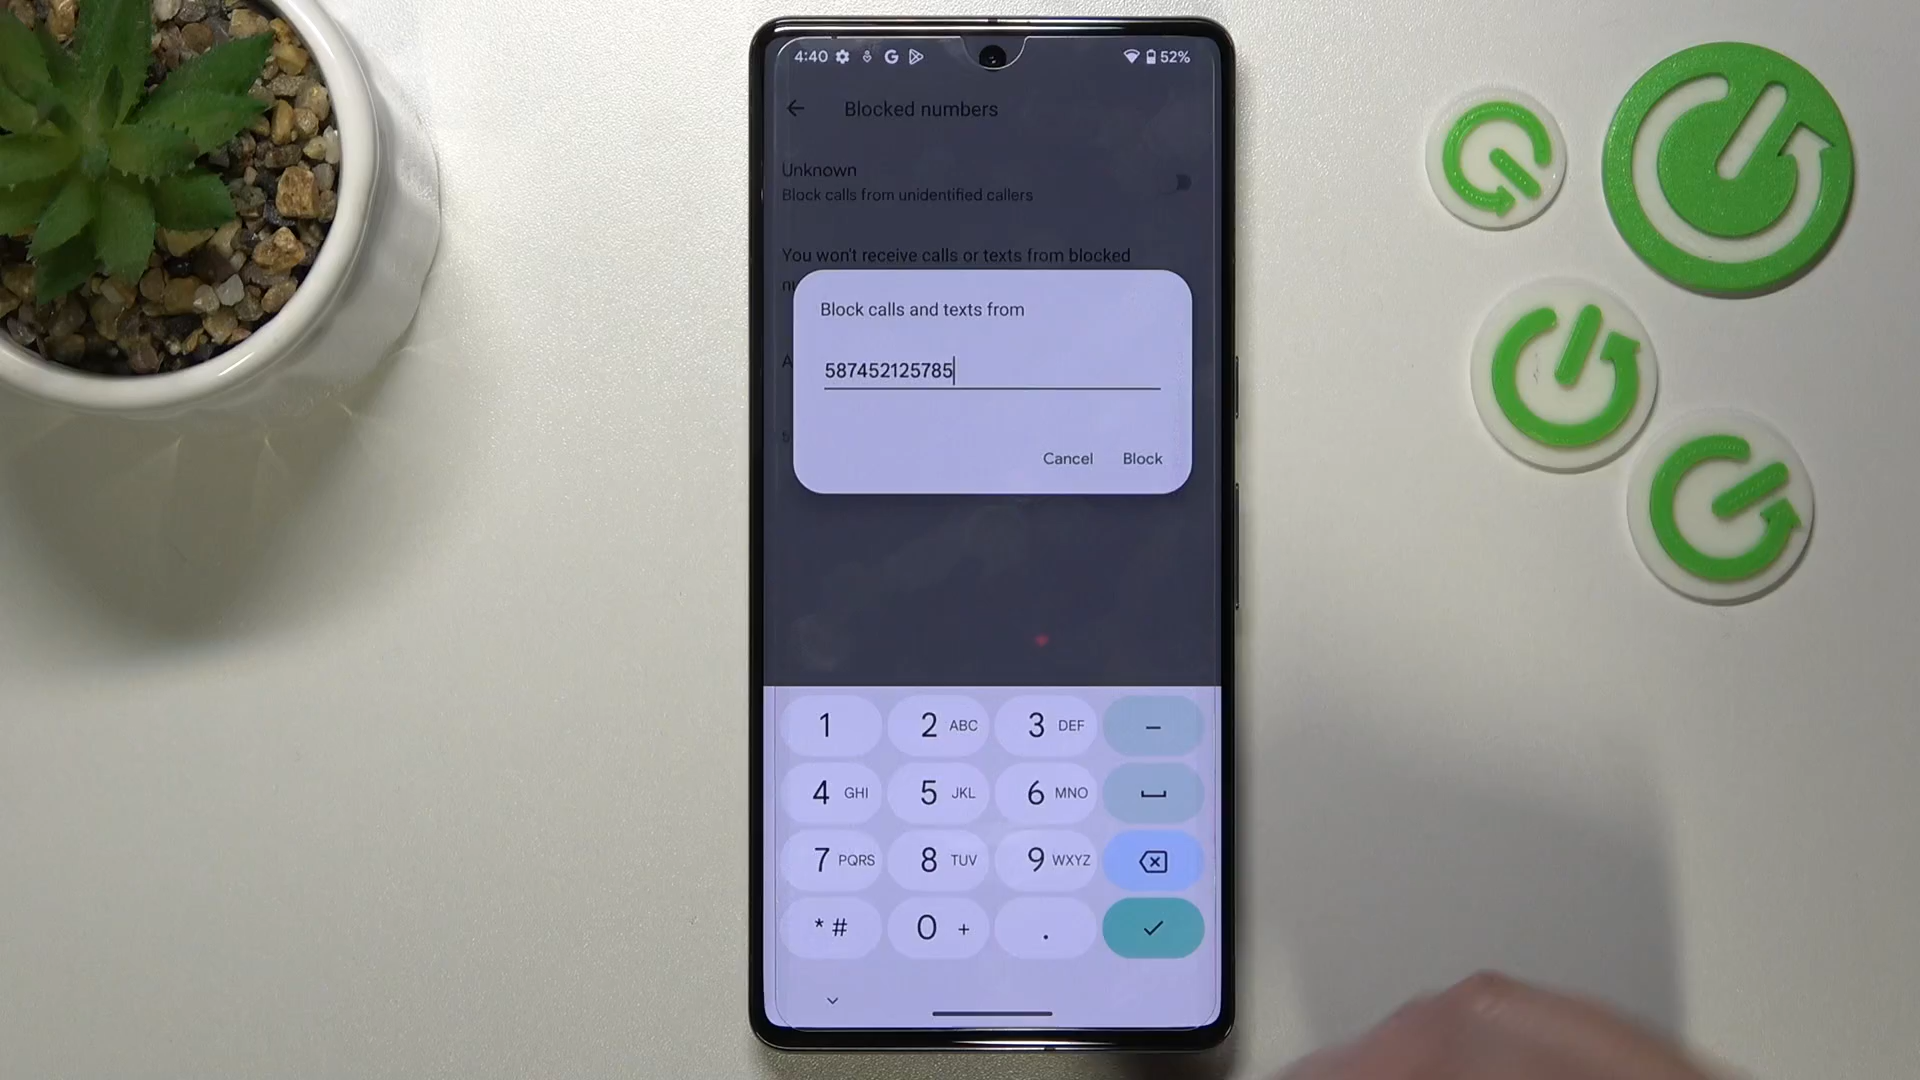 4:40 52%
Blocked numbers
Unknown
Block calls from unidentified callers
You won't receive calls or texts from blocked
Block calls and texts from
587452125785
Cancel Block
1 2 ABC 3 DEF –
4 GHI 5 JKL 6 MNO
7 PQRS 8 TUV 9 WXYZ
* # 0 + .